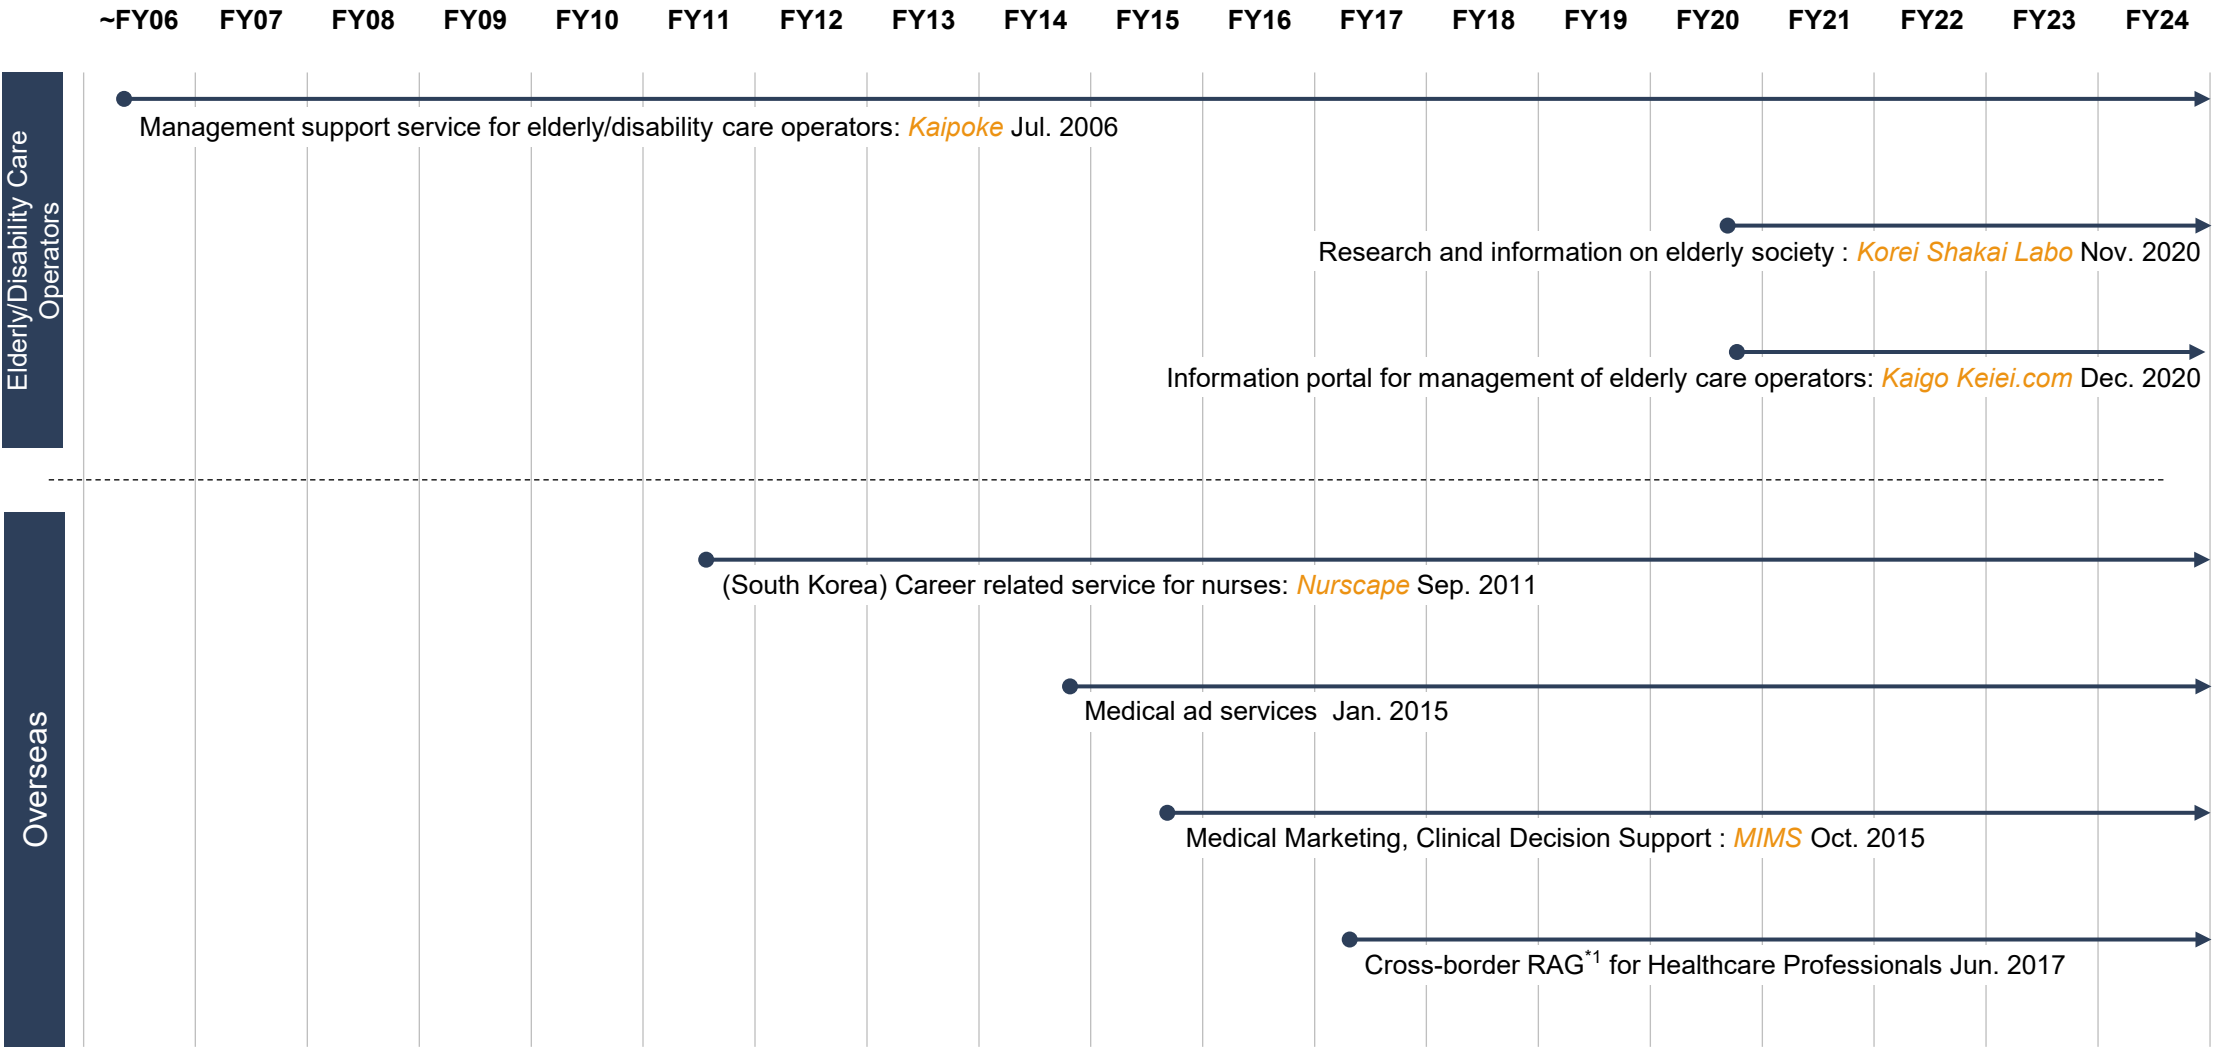 ~FY06 FY07 FY08 FY09 FY10 FY11 FY12 FY13 FY14 FY15 FY16 FY17 FY18 FY19 FY20 FY21 FY22 FY23 FY24
Elderly/Disability Care
Operators
Management support service for elderly/disability care operators: Kaipoke Jul. 2006
Research and information on elderly society : Korei Shakai Labo Nov. 2020
Information portal for management of elderly care operators: Kaigo Keiei.com Dec. 2020
Overseas
(South Korea) Career related service for nurses: Nurscape Sep. 2011
Medical ad services Jan. 2015
Medical Marketing, Clinical Decision Support : MIMS Oct. 2015
Cross-border RAG*1 for Healthcare Professionals Jun. 2017